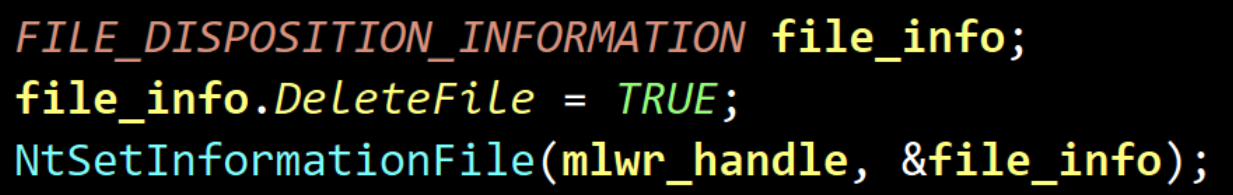 FILE_DISPOSITION_INFORMATION file_info;
file_info.DeleteFile = TRUE;
NtSetInformationFile(mlwr_handle, &file_info);